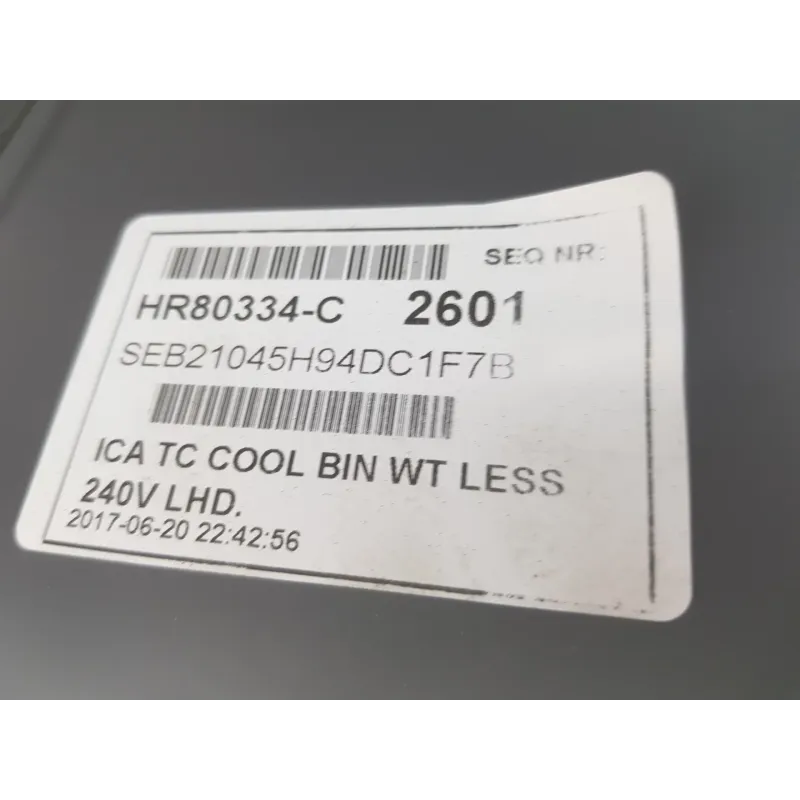 SEQ NR:
HR80334-C 2601
SEB21045H94DC1F7B
ICA TC COOL BIN WT LESS
240V LHD.
2017-06-20 22:42:56